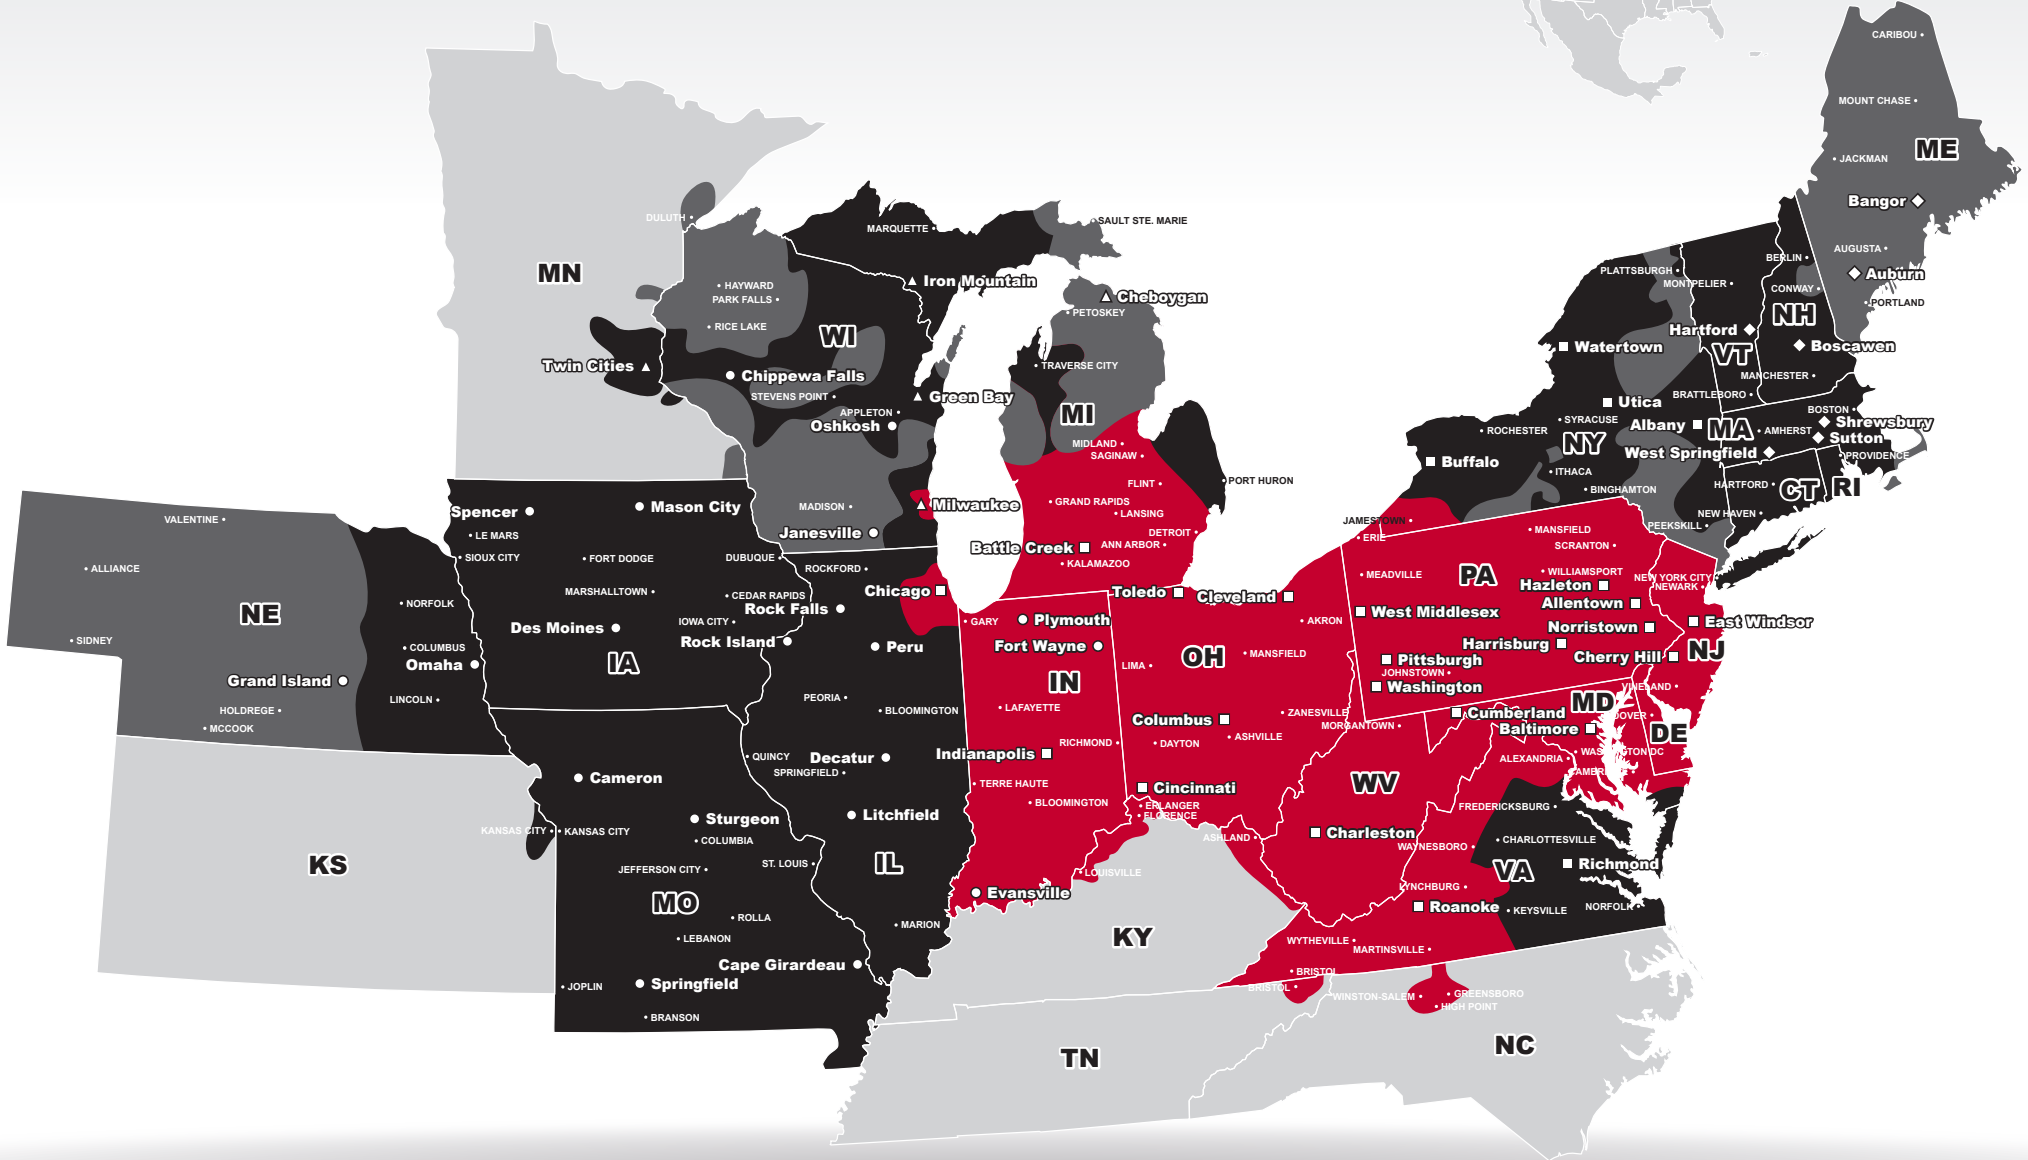 CARIBOU
MOUNT CHASE
ME
JACKMAN
Bangor
DULUTH
MARQUETTE
SAULT STE. MARIE
AUGUSTA
BERLIN
MN
PLATTSBURGH
MONTPELIER
Auburn
Iron Mountain
HAYWARD
PARK FALLS
Cheboygan
CONWAY
PORTLAND
PETOSKEY
NH
RICE LAKE
WI
Hartford
Watertown
VT
Boscawen
Twin Cities
TRAVERSE CITY
Chippewa Falls
MANCHESTER
STEVENS POINT
Green Bay
BRATTLEBORO
APPLETON
MI
Utica
BOSTON
Oshkosh
SYRACUSE
Albany
MA
AMHERST
Shrewsbury
ROCHESTER
NY
Sutton
MIDLAND
SAGINAW
West Springfield
PROVIDENCE
Buffalo
ITHACA
FLINT
PORT HURON
HARTFORD
CT
RI
BINGHAMTON
GRAND RAPIDS
Mason City
MADISON
Milwaukee
LANSING
NEW HAVEN
Spencer
VALENTINE
JAMESTOWN
PEEKSKILL
LE MARS
Janesville
DETROIT
ERIE
MANSFIELD
SCRANTON
Battle Creek
ANN ARBOR
SIOUX CITY
FORT DODGE
DUBUQUE
KALAMAZOO
ALLIANCE
ROCKFORD
MEADVILLE
PA
WILLIAMSPORT
NEW YORK CITY
Hazleton
NEWARK
MARSHALLTOWN
CEDAR RAPIDS
Chicago
Toledo
Cleveland
NORFOLK
Rock Falls
Allentown
NE
West Middlesex
GARY
Plymouth
AKRON
East Windsor
IOWA CITY
Des Moines
Norristown
SIDNEY
Rock Island
Peru
Fort Wayne
Harrisburg
NJ
COLUMBUS
OH
MANSFIELD
Cherry Hill
Omaha
IA
LIMA
Pittsburgh
JOHNSTOWN
Grand Island
IN
Washington
VINELAND
LINCOLN
PEORIA
MD
HOLDREGE
BLOOMINGTON
LAFAYETTE
ZANESVILLE
Cumberland
DOVER
MCCOOK
Columbus
MORGANTOWN
Baltimore
DE
RICHMOND
DAYTON
ASHVILLE
QUINCY
Decatur
Indianapolis
WASHINGTON DC
ALEXANDRIA
SPRINGFIELD
CAMBRIDGE
Cameron
TERRE HAUTE
Cincinnati
WV
BLOOMINGTON
ERLANGER
FREDERICKSBURG
Sturgeon
Litchfield
FLORENCE
KANSAS CITY
KANSAS CITY
Charleston
ASHLAND
COLUMBIA
CHARLOTTESVILLE
WAYNESBORO
KS
ST. LOUIS
IL
JEFFERSON CITY
LOUISVILLE
VA
Richmond
Evansville
LYNCHBURG
MO
Roanoke
KEYSVILLE
NORFOLK
ROLLA
MARION
LEBANON
KY
WYTHEVILLE
MARTINSVILLE
Cape Girardeau
BRISTOL
Springfield
JOPLIN
BRISTOL
WINSTON-SALEM
GREENSBORO
HIGH POINT
BRANSON
NC
TN